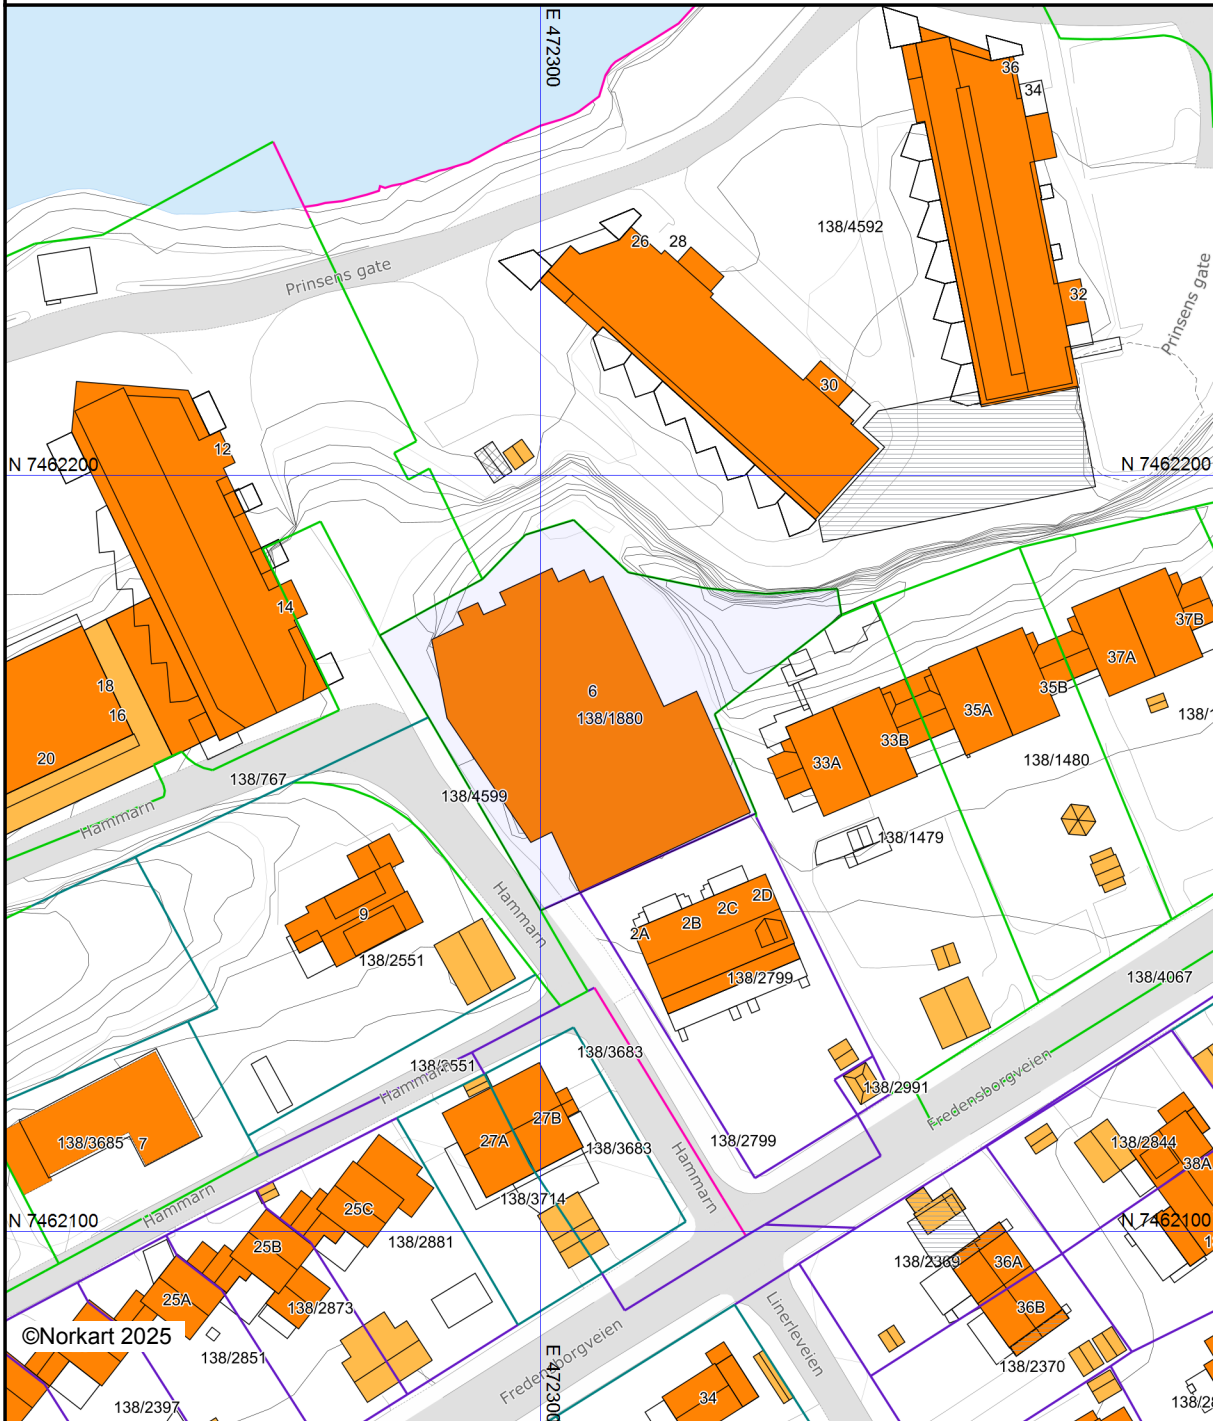 E 472300
36
34
138/4592
26
28
Prinsens gate
Prinsens gate
32
30
12
N 7462200
N 7462200
14
37B
37A
18
35B
16
6
138/1880
35A
33B
20
33A
138/1480
138/767
138/4599
Hammarn
138/1479
Hammarn
2D
2C
2B
2A
9
138/2551
138/2799
138/4067
138/3683
138/2551
Hammarn
Fredensborgveien
138/2991
27B
27A
138/3685
7
138/3683
138/2799
138/2844
38A
Hammarn
Hammarn
138/3714
25C
N 7462100
N 7462100
25B
138/2881
138/2369
36A
25A
138/2873
36B
Linerleveien
©Norkart 2025
138/2851
Fredensborgveien
E 472300
138/2370
34
138/2397